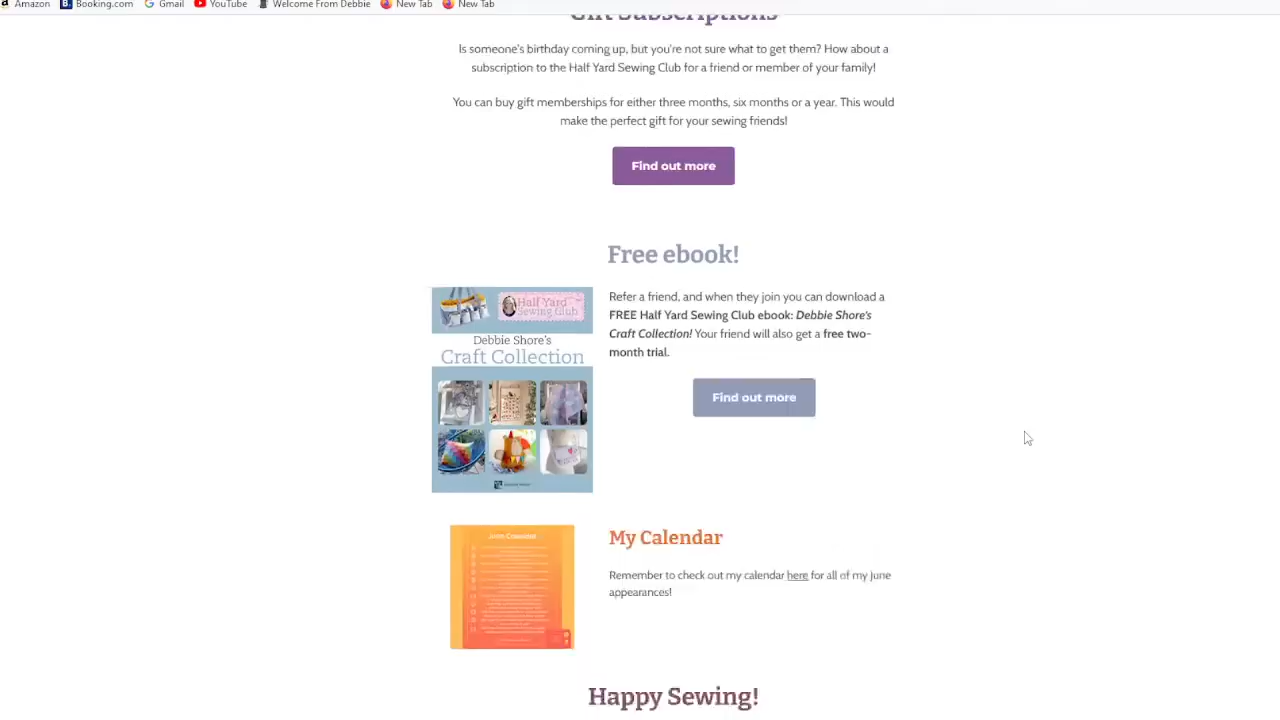 Amazon Booking.com Gmail YouTube Welcome From Debbie New Tab New Tab
Gift Subscriptions
Is someone's birthday coming up, but you're not sure what to get them? How about a
subscription to the Half Yard Sewing Club for a friend or member of your family!
You can buy gift memberships for either three months, six months or a year. This would
make the perfect gift for your sewing friends!
Find out more
Free ebook!
Half Yard
Sewing Club
Debbie Shore's
Craft Collection
Refer a friend, and when they join you can download a
FREE Half Yard Sewing Club ebook: Debbie Shore's
Craft Collection! Your friend will also get a free two-
month trial.
Find out more
June Calendar
My Calendar
Remember to check out my calendar here for all of my June
appearances!
Happy Sewing!